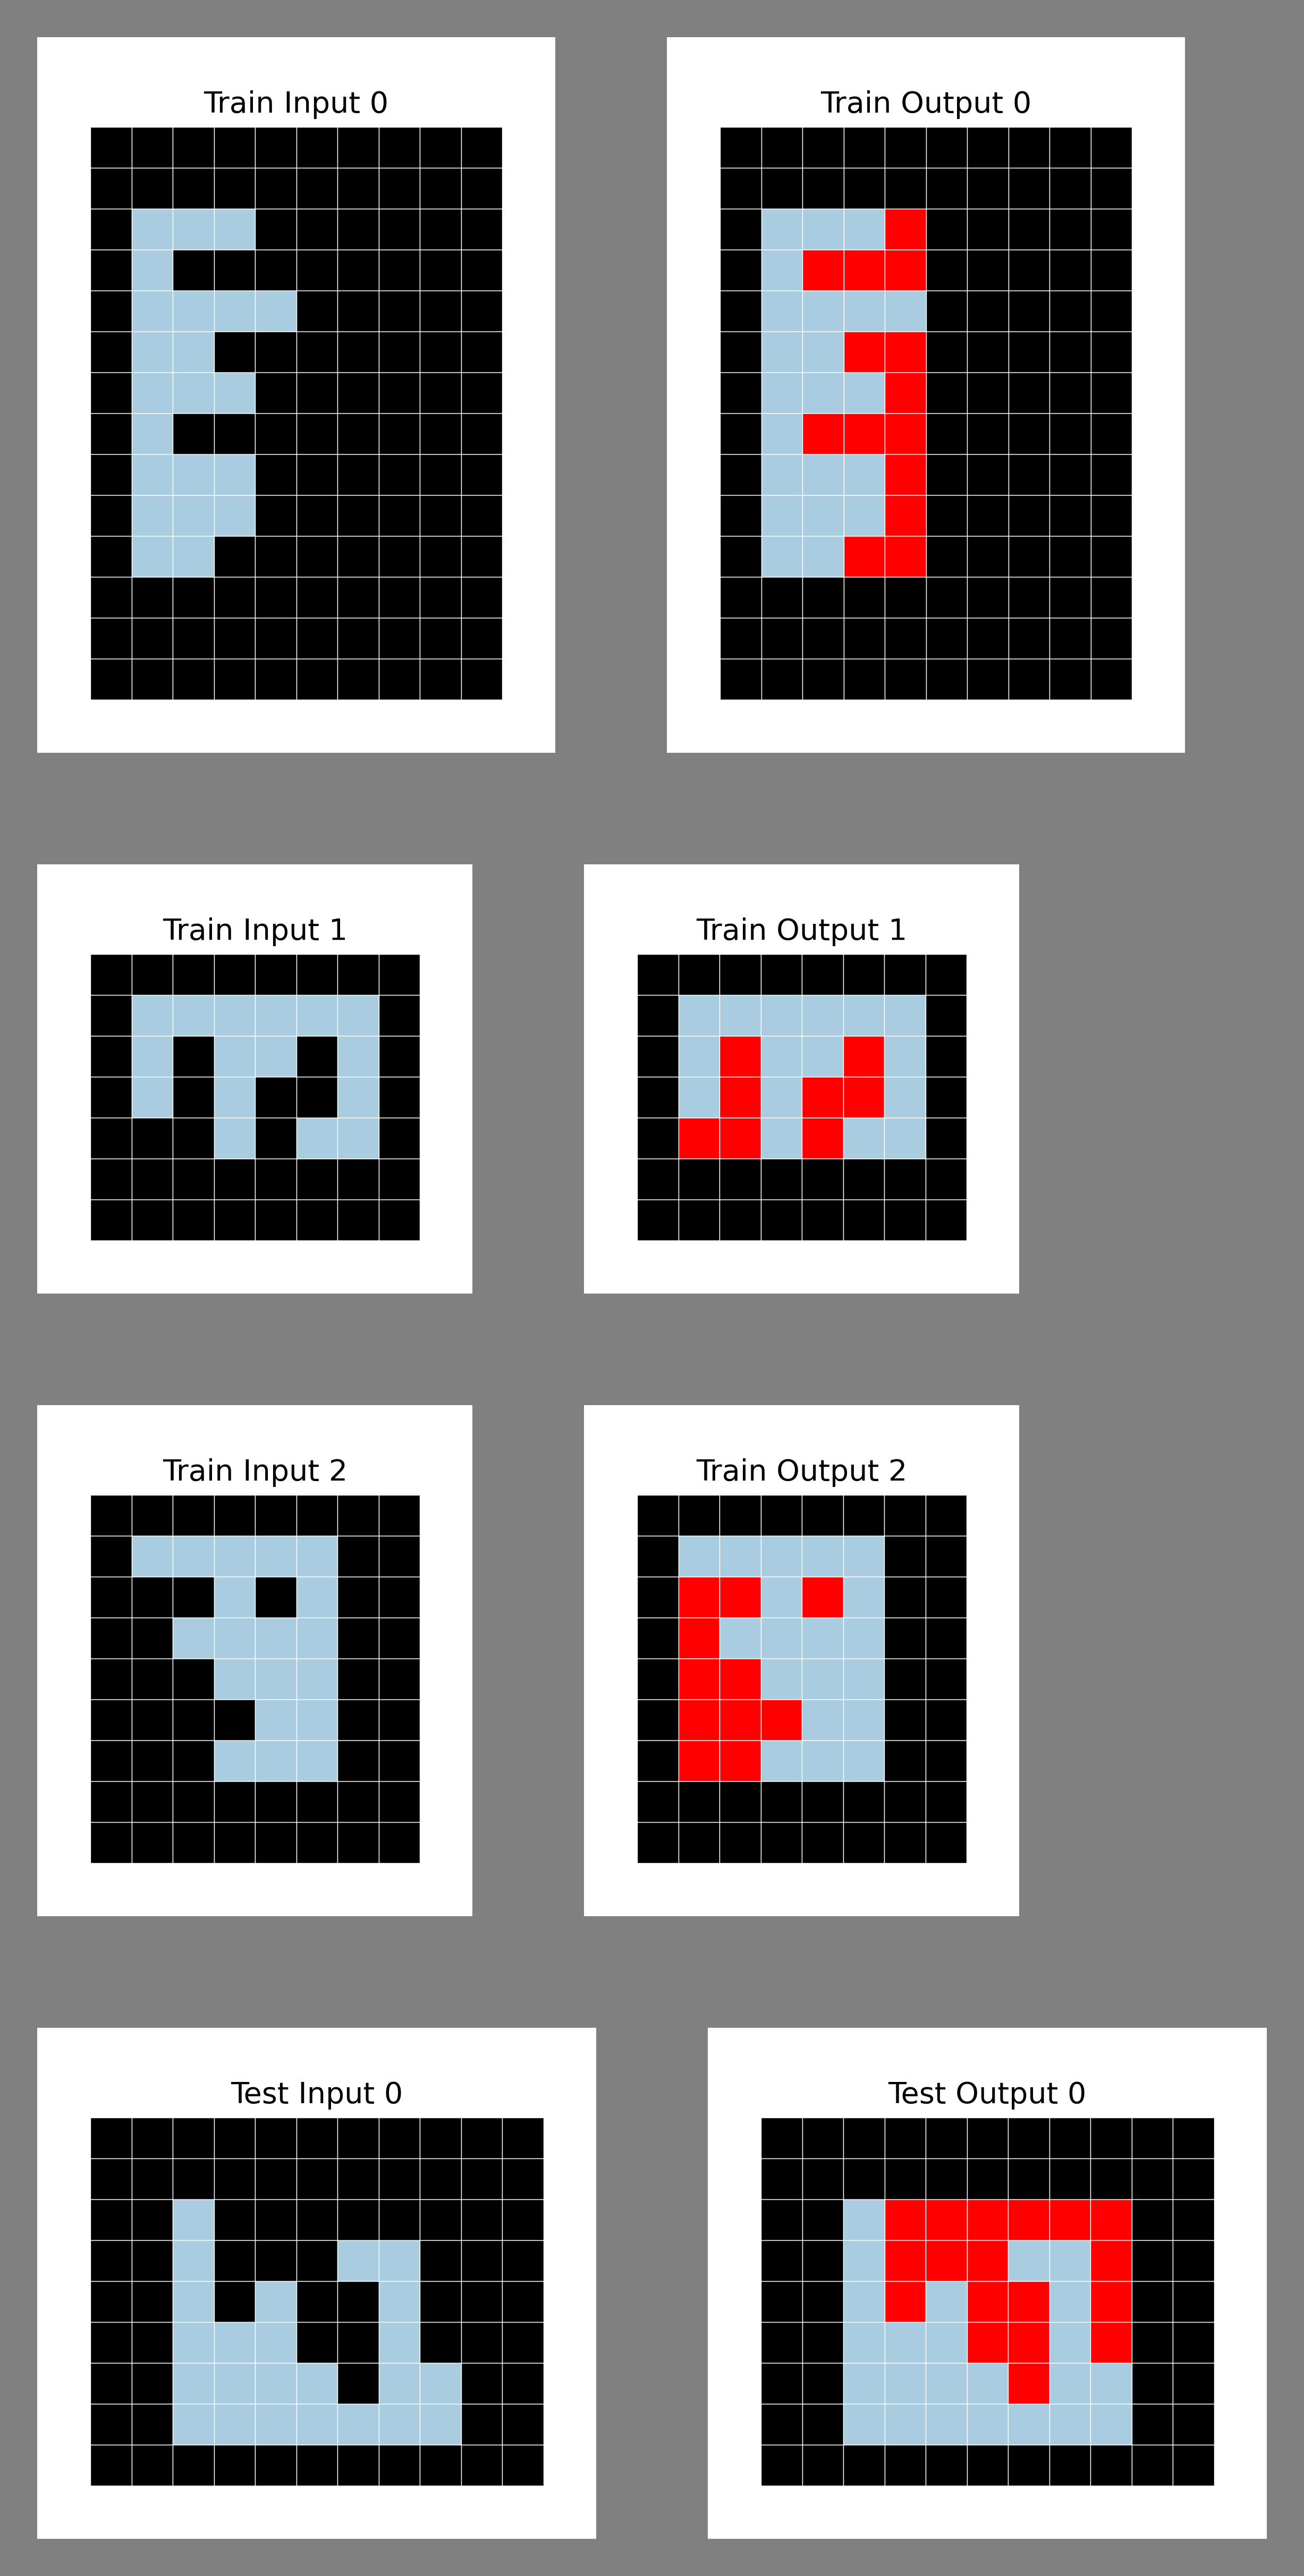 Train Input 0
Train Output 0
Train Input 1
Train Output 1
Train Input 2
Train Output 2
Test Input 0
Test Output 0